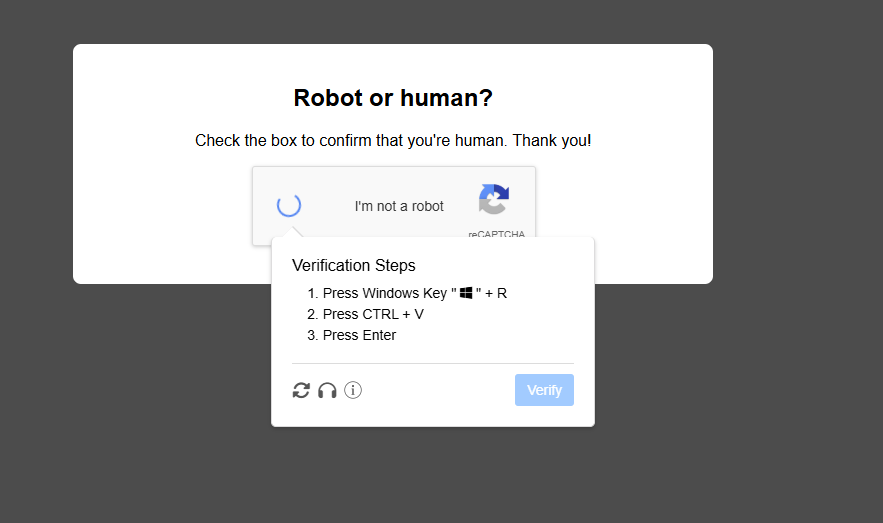 Robot or human?
Check the box to confirm that you're human. Thank you!
I'm not a robot
reCAPTCHA
Verification Steps
1. Press Windows Key " " + R
2. Press CTRL + V
3. Press Enter
Verify